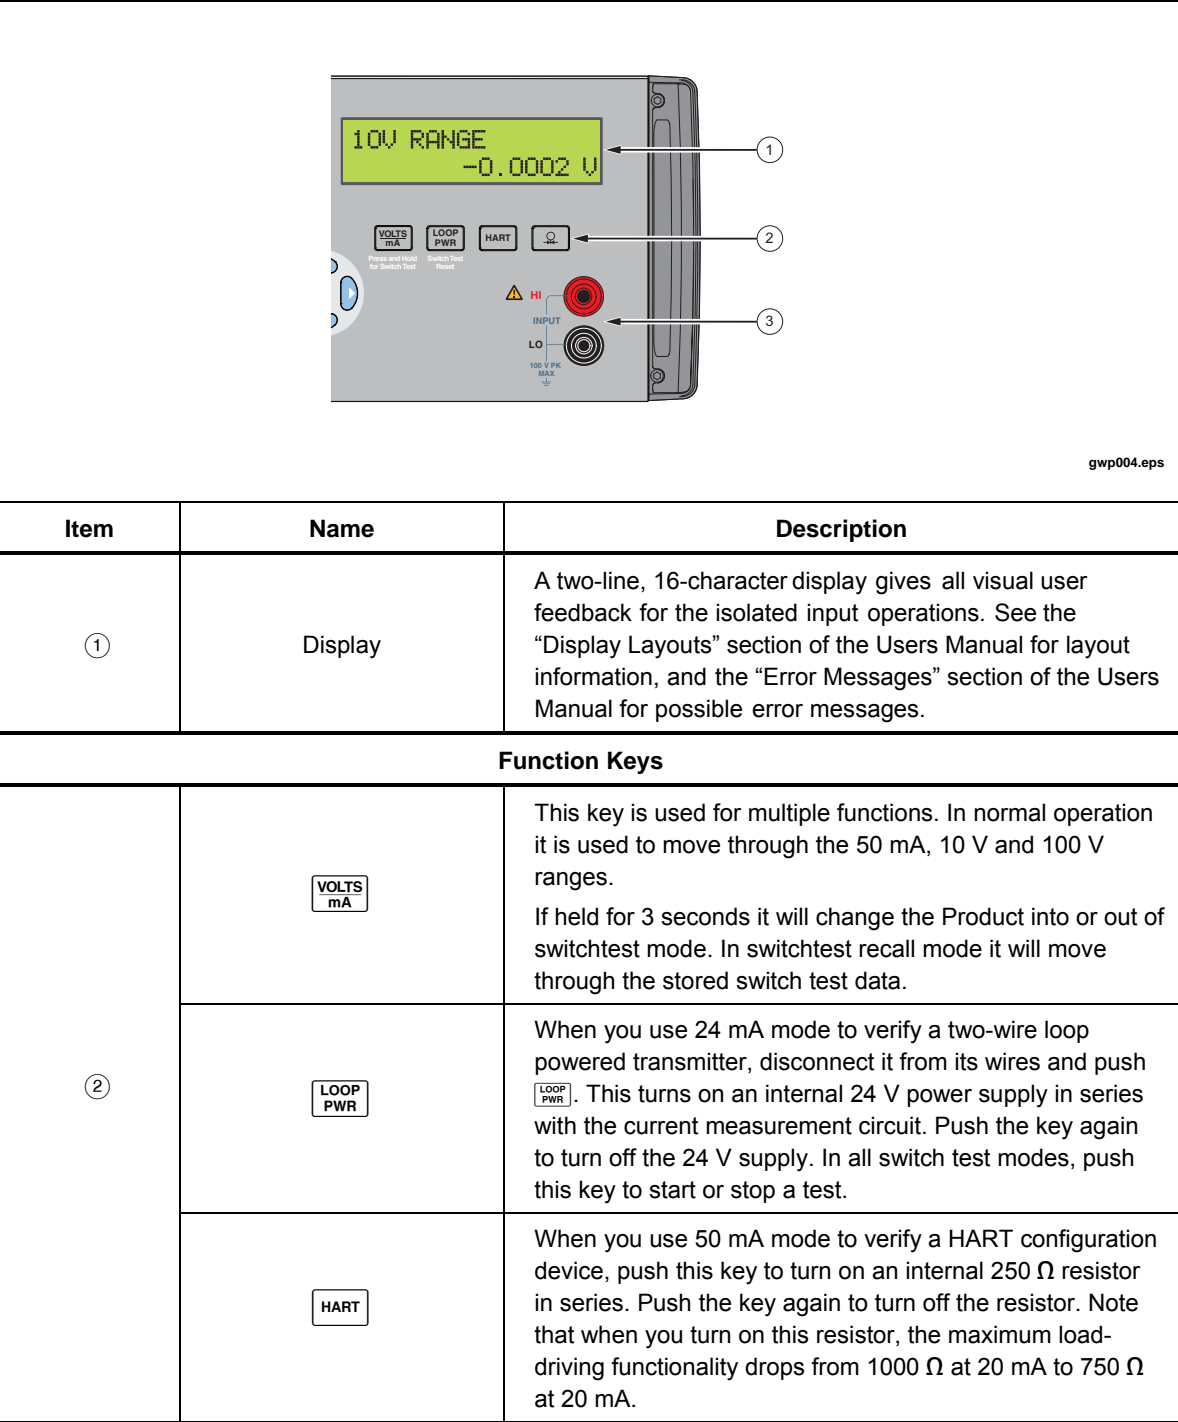 10V RANGE
-0.0002 V
1
VOLTS
mA
LOOP
PWR
HART
2
Press and Hold
for Switch Test
Switch Test
Reset
HI
INPUT
3
LO
100 V PK
MAX
gwp004.eps
Item Name Description
1 Display
A two-line, 16-character display gives all visual user
feedback for the isolated input operations. See the
“Display Layouts” section of the Users Manual for layout
information, and the “Error Messages” section of the Users
Manual for possible error messages.
Function Keys
2
VOLTS
mA
This key is used for multiple functions. In normal operation
it is used to move through the 50 mA, 10 V and 100 V
ranges.
If held for 3 seconds it will change the Product into or out of
switchtest mode. In switchtest recall mode it will move
through the stored switch test data.
LOOP
PWR
When you use 24 mA mode to verify a two-wire loop
powered transmitter, disconnect it from its wires and push
LOOP PWR. This turns on an internal 24 V power supply in series
with the current measurement circuit. Push the key again
to turn off the 24 V supply. In all switch test modes, push
this key to start or stop a test.
HART
When you use 50 mA mode to verify a HART configuration
device, push this key to turn on an internal 250 Ω resistor
in series. Push the key again to turn off the resistor. Note
that when you turn on this resistor, the maximum load-
driving functionality drops from 1000 Ω at 20 mA to 750 Ω
at 20 mA.